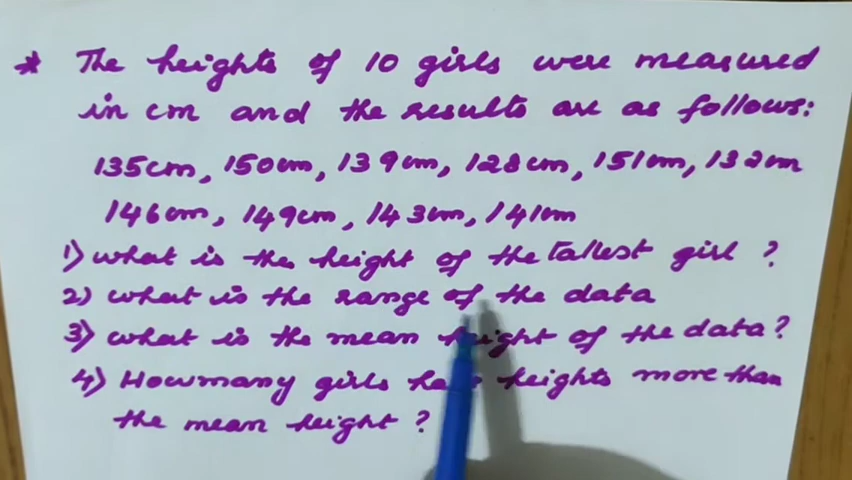 * The heights of 10 girls were measured
in cm and the results are as follows:
135cm, 150cm, 139cm, 128cm, 151cm, 132cm
146cm, 149cm, 143cm, 141cm
1) what is the height of the tallest girl ?
2) what is the range of the data
3) what is the mean height of the data?
4) Howmany girls have heights more than
the mean height ?